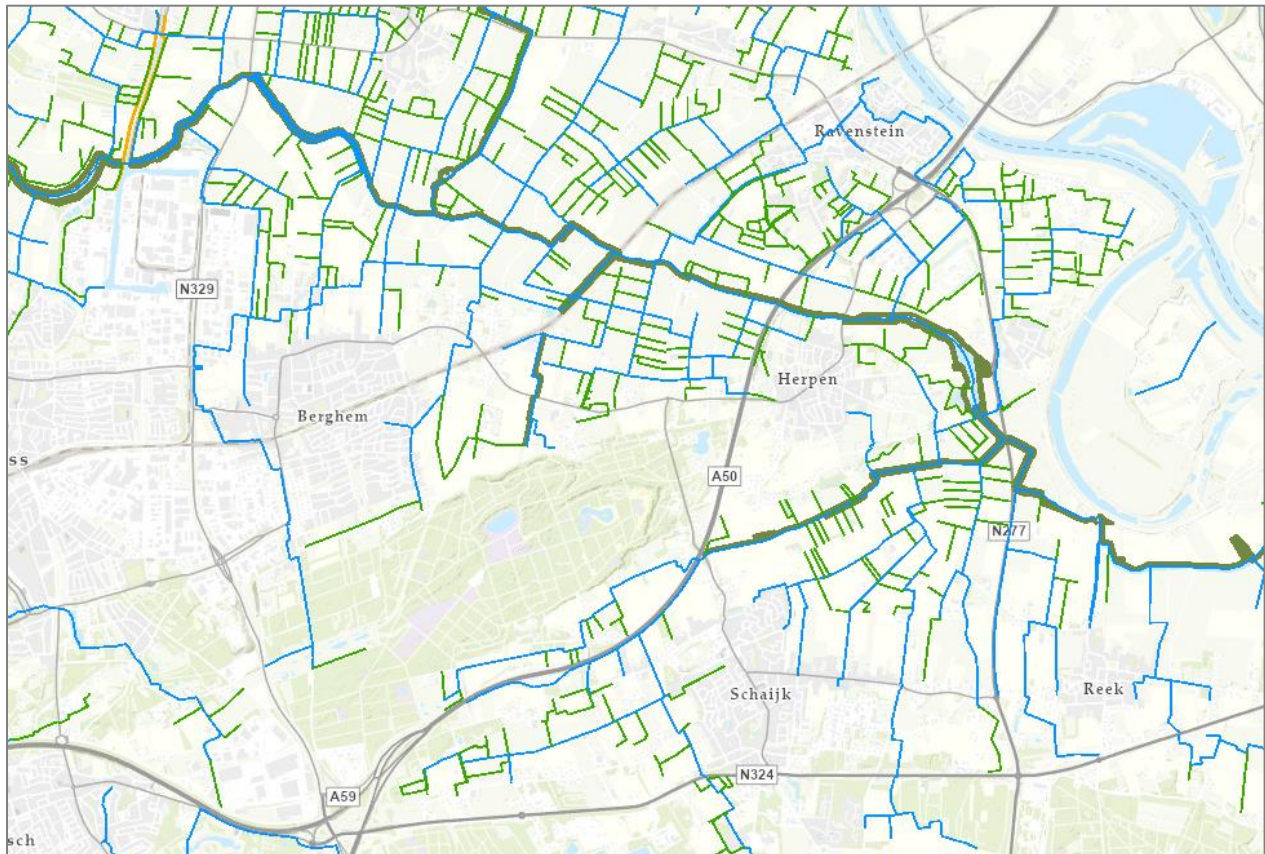 Ravenstein
N329
Herpen
Berghem
ss
A50
N277
Schaijk
Reek
N324
A59
sch